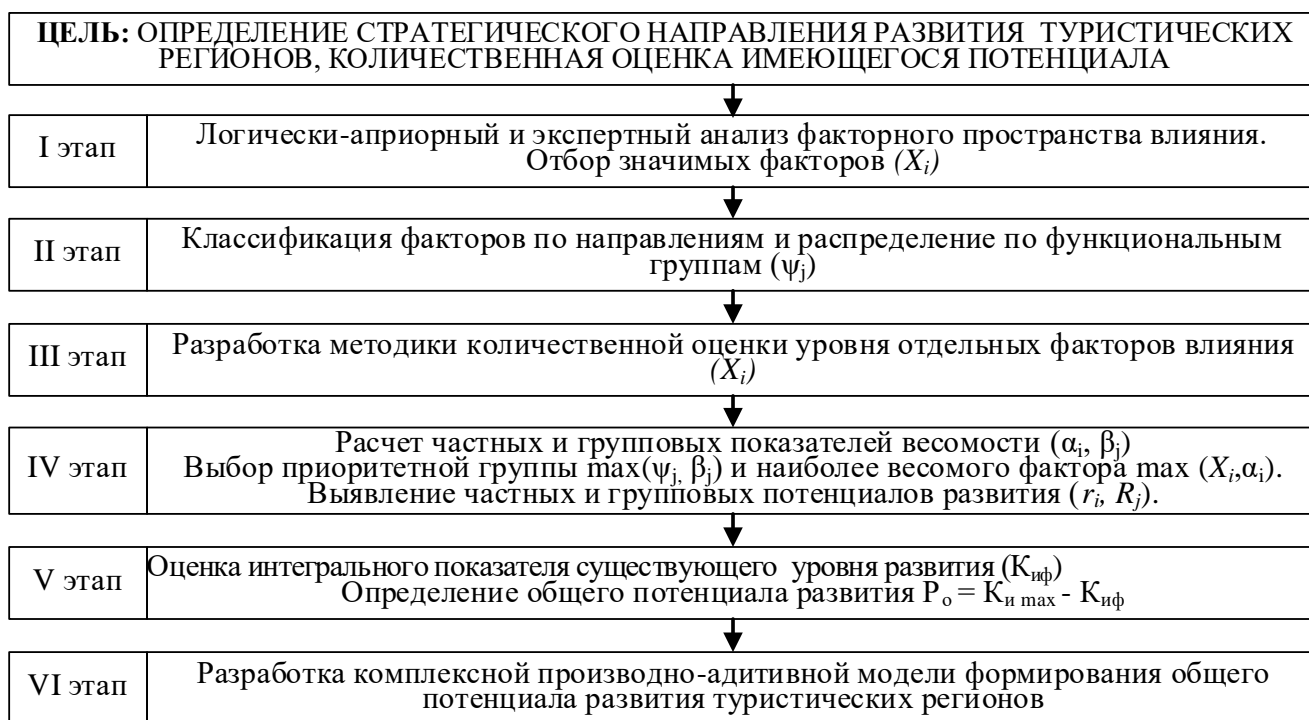 ЦЕЛЬ: ОПРЕДЕЛЕНИЕ СТРАТЕГИЧЕСКОГО НАПРАВЛЕНИЯ РАЗВИТИЯ ТУРИСТИЧЕСКИХ
РЕГИОНОВ, КОЛИЧЕСТВЕННАЯ ОЦЕНКА ИМЕЮЩЕГОСЯ ПОТЕНЦИАЛА
I этап
Логически-априорный и экспертный анализ факторного пространства влияния.
Отбор значимых факторов (Xi)
II этап
Классификация факторов по направлениям и распределение по функциональным
группам (ψj)
III этап
Разработка методики количественной оценки уровня отдельных факторов влияния
(Xi)
IV этап
Расчет частных и групповых показателей весомости (αi, βj)
Выбор приоритетной группы max(ψj, βj) и наиболее весомого фактора max (Xi,αi).
Выявление частных и групповых потенциалов развития (ri, Rj).
V этап
Оценка интегрального показателя существующего уровня развития (Киф)
Определение общего потенциала развития Ро = Ки max - Киф
VI этап
Разработка комплексной производно-адитивной модели формирования общего
потенциала развития туристических регионов